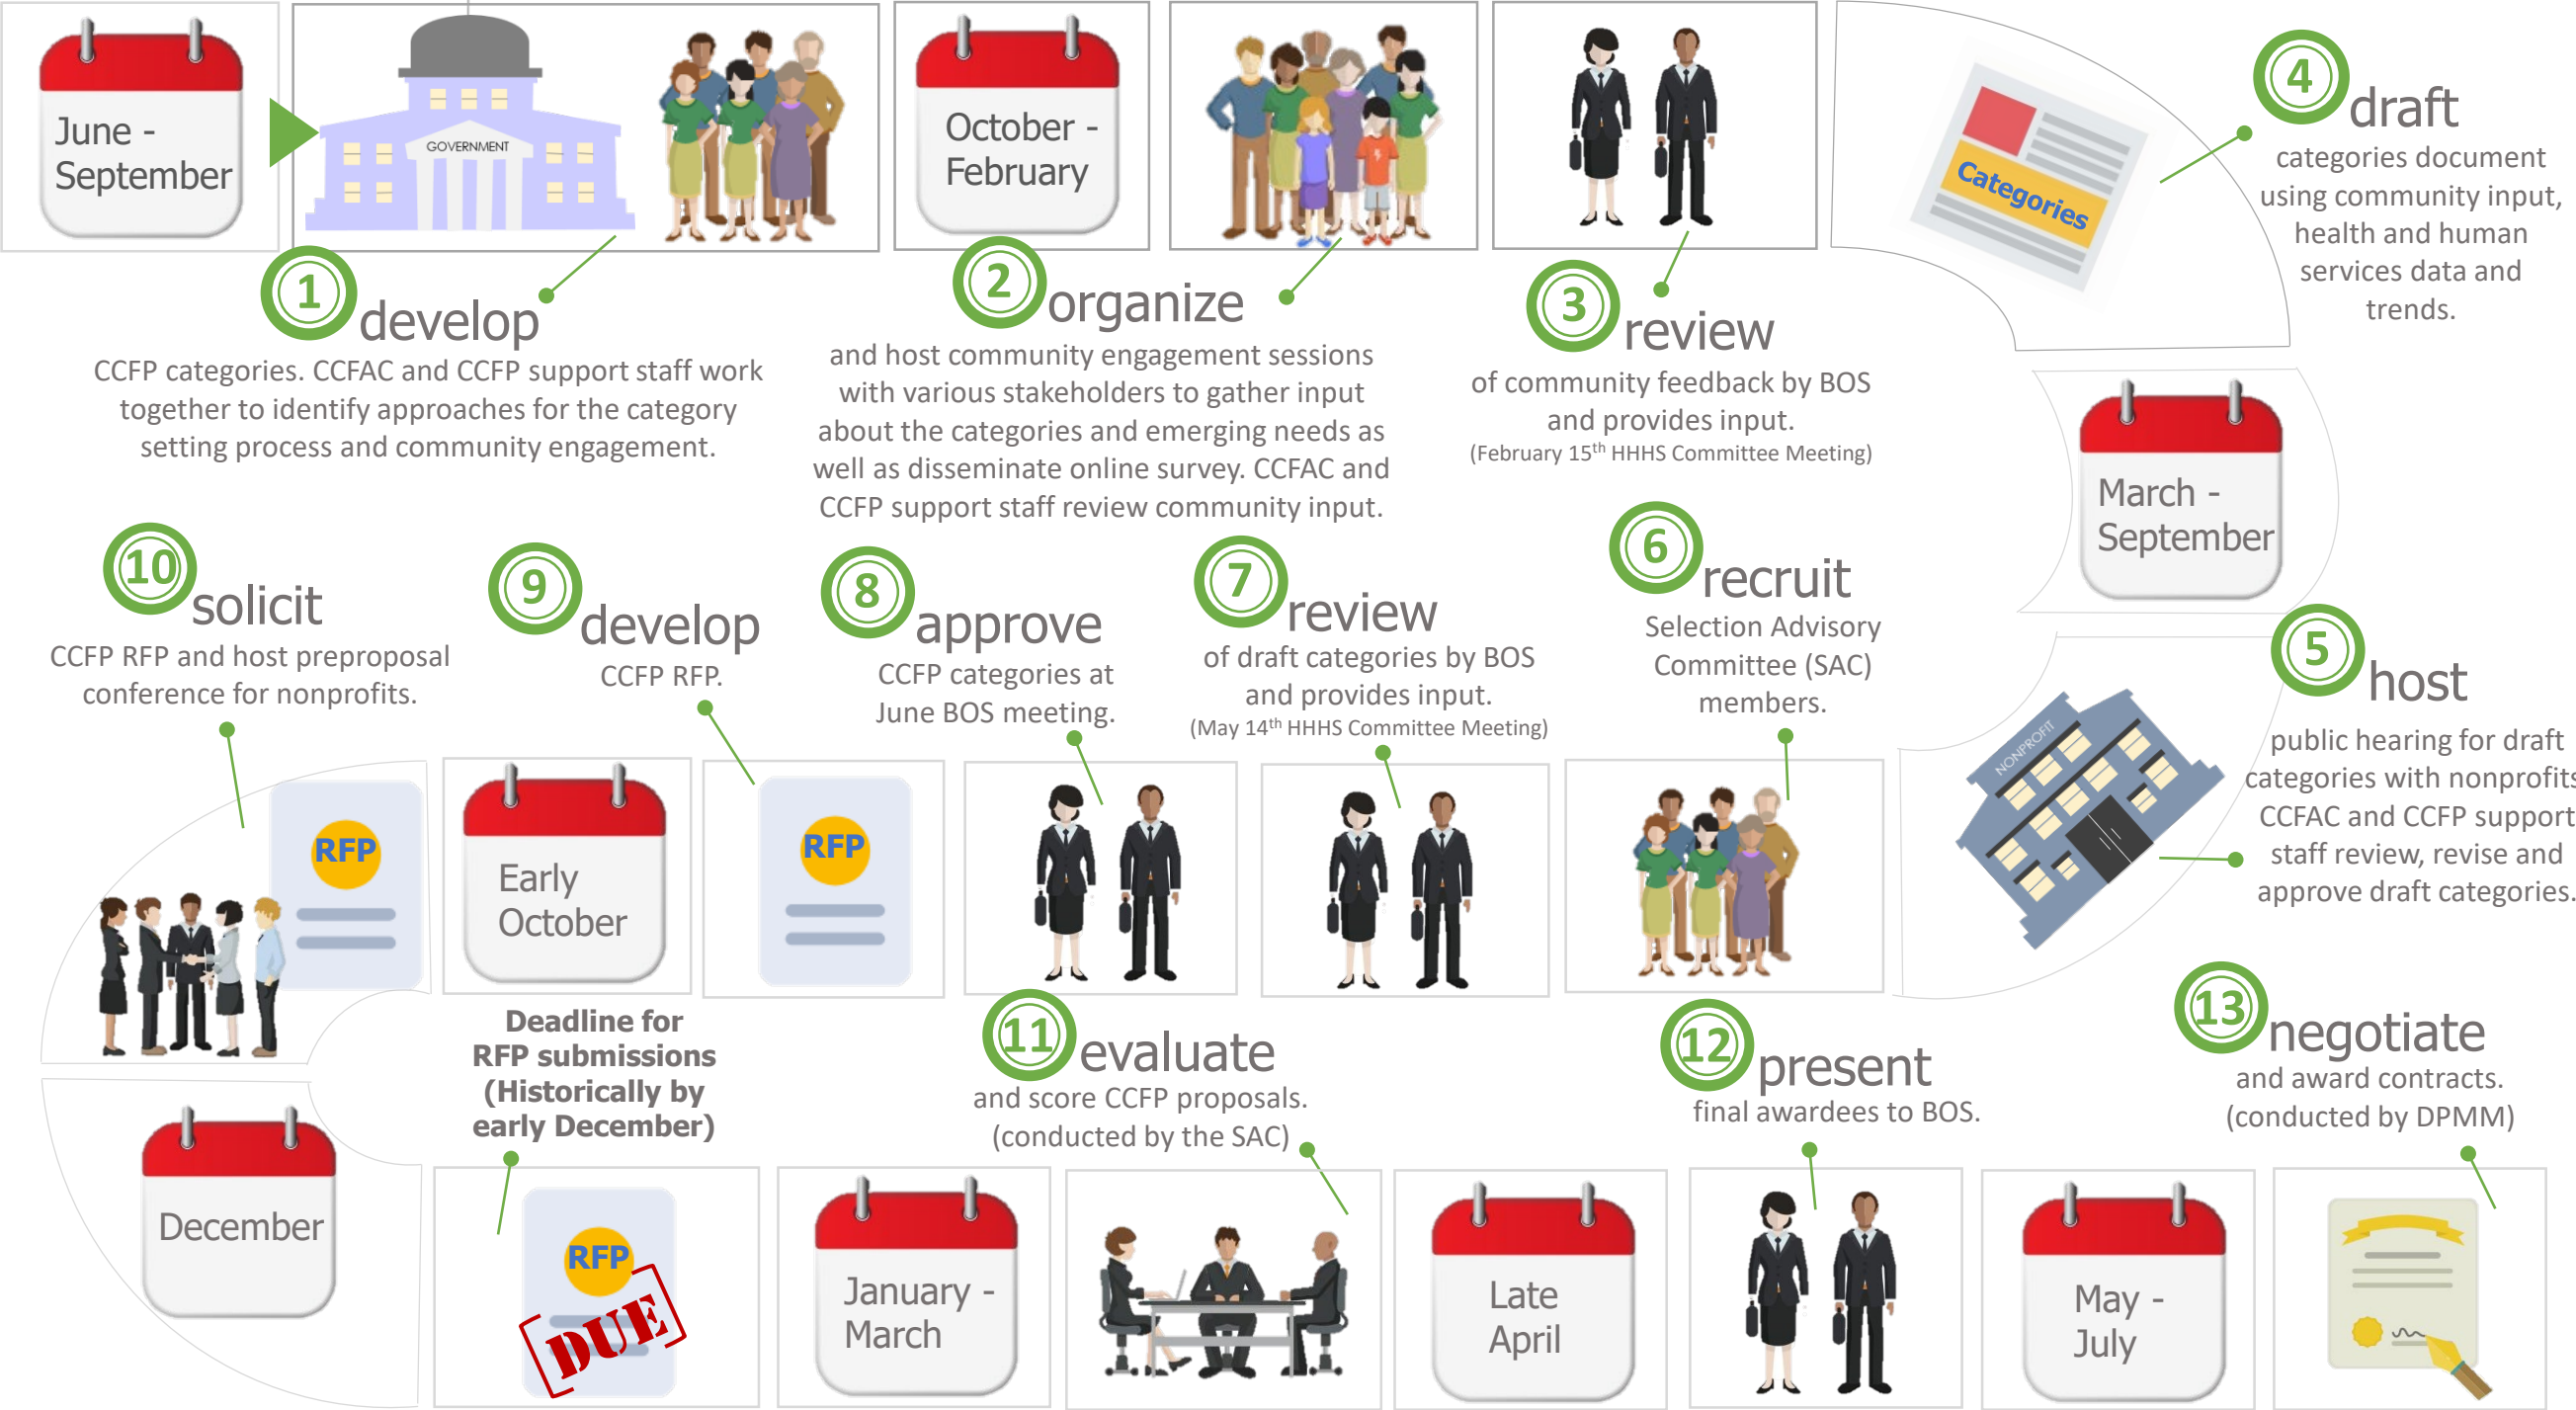 June -
September
GOVERNMENT
1
develop
CCFP categories. CCFAC and CCFP support staff work
together to identify approaches for the category
setting process and community engagement.
October -
February
2
organize
and host community engagement sessions
with various stakeholders to gather input
about the categories and emerging needs as
well as disseminate online survey. CCFAC and
CCFP support staff review community input.
3
review
of community feedback by BOS
and provides input.
(February 15th HHHS Committee Meeting)
Categories
4
draft
categories document
using community input,
health and human
services data and
trends.
March -
September
5
host
public hearing for draft
categories with nonprofits
CCFAC and CCFP support
staff review, revise and
approve draft categories.
NONPROFIT
6
recruit
Selection Advisory
Committee (SAC)
members.
7
review
of draft categories by BOS
and provides input.
(May 14th HHHS Committee Meeting)
8
approve
CCFP categories at
June BOS meeting.
9
develop
CCFP RFP.
RFP
Early
October
10
solicit
CCFP RFP and host preproposal
conference for nonprofits.
RFP
December
Deadline for
RFP submissions
(Historically by
early December)
RFP
DUE
January -
March
11
evaluate
and score CCFP proposals.
(conducted by the SAC)
Late
April
12
present
final awardees to BOS.
May -
July
13
negotiate
and award contracts.
(conducted by DPMM)